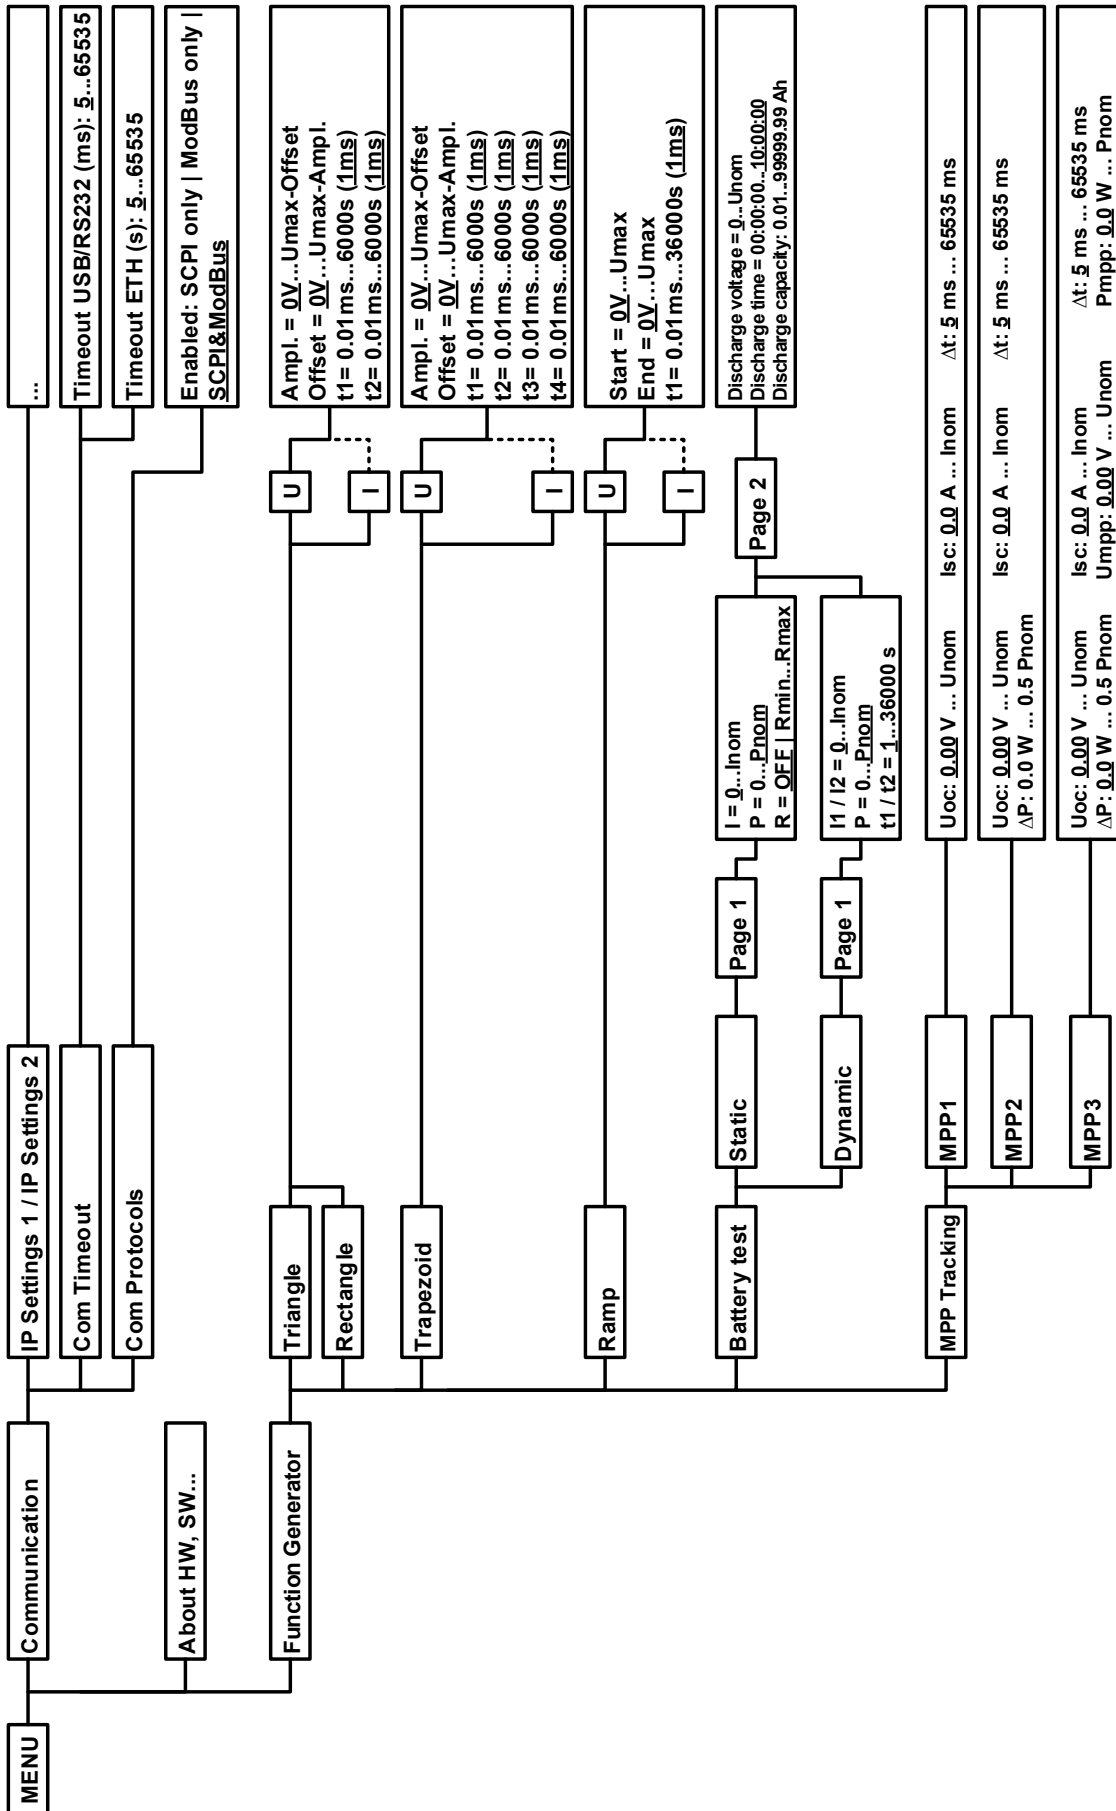 MENU
Communication
IP Settings 1 / IP Settings 2
...
Com Timeout
Timeout USB/RS232 (ms): 5...65535
Timeout ETH (s): 5...65535
Com Protocols
Enabled: SCPI only | ModBus only |
SCPI&ModBus
About HW, SW...
Function Generator
Triangle
Rectangle
U
I
Ampl. = 0V...Umax-Offset
Offset = 0V...Umax-Ampl.
t1= 0.01ms...6000s (1ms)
t2= 0.01ms...6000s (1ms)
Trapezoid
U
I
Ampl. = 0V...Umax-Offset
Offset = 0V...Umax-Ampl.
t1= 0.01ms...6000s (1ms)
t2= 0.01ms...6000s (1ms)
t3= 0.01ms...6000s (1ms)
t4= 0.01ms...6000s (1ms)
Ramp
U
I
Start = 0V...Umax
End = 0V...Umax
t1= 0.01ms...36000s (1ms)
Battery test
Static
Page 1
I = 0...Inom
P = 0...Pnom
R = OFF | Rmin...Rmax
Dynamic
Page 1
I1 / I2 = 0...Inom
P = 0...Pnom
t1 / t2 = 1...36000 s
Page 2
Discharge voltage = 0...Unom
Discharge time = 00:00:00...10:00:00
Discharge capacity: 0.01...99999.99 Ah
MPP Tracking
MPP1
Uoc: 0.00 V ... Unom Isc: 0.0 A ... Inom Δt: 5 ms ... 65535 ms
MPP2
Uoc: 0.00 V ... Unom Isc: 0.0 A ... Inom Δt: 5 ms ... 65535 ms
ΔP: 0.0 W ... 0.5 Pnom
MPP3
Uoc: 0.00 V ... Unom Isc: 0.0 A ... Inom Δt: 5 ms ... 65535 ms
ΔP: 0.0 W ... 0.5 Pnom Umpp: 0.00 V ... Unom Pmpp: 0.0 W ... Pnom